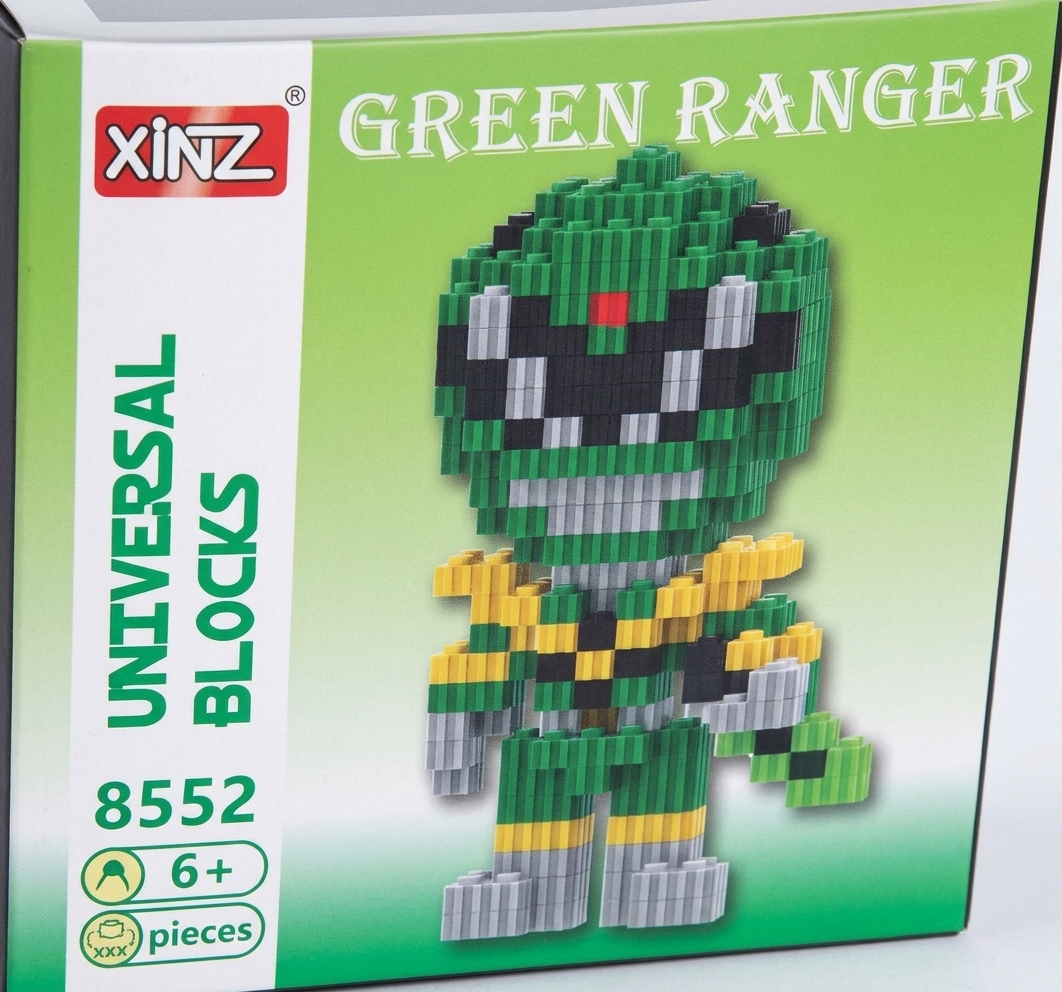 GREEN RANGER
XiNZ®
UNIVERSAL
BLOCKS
8552
6+
xxx pieces